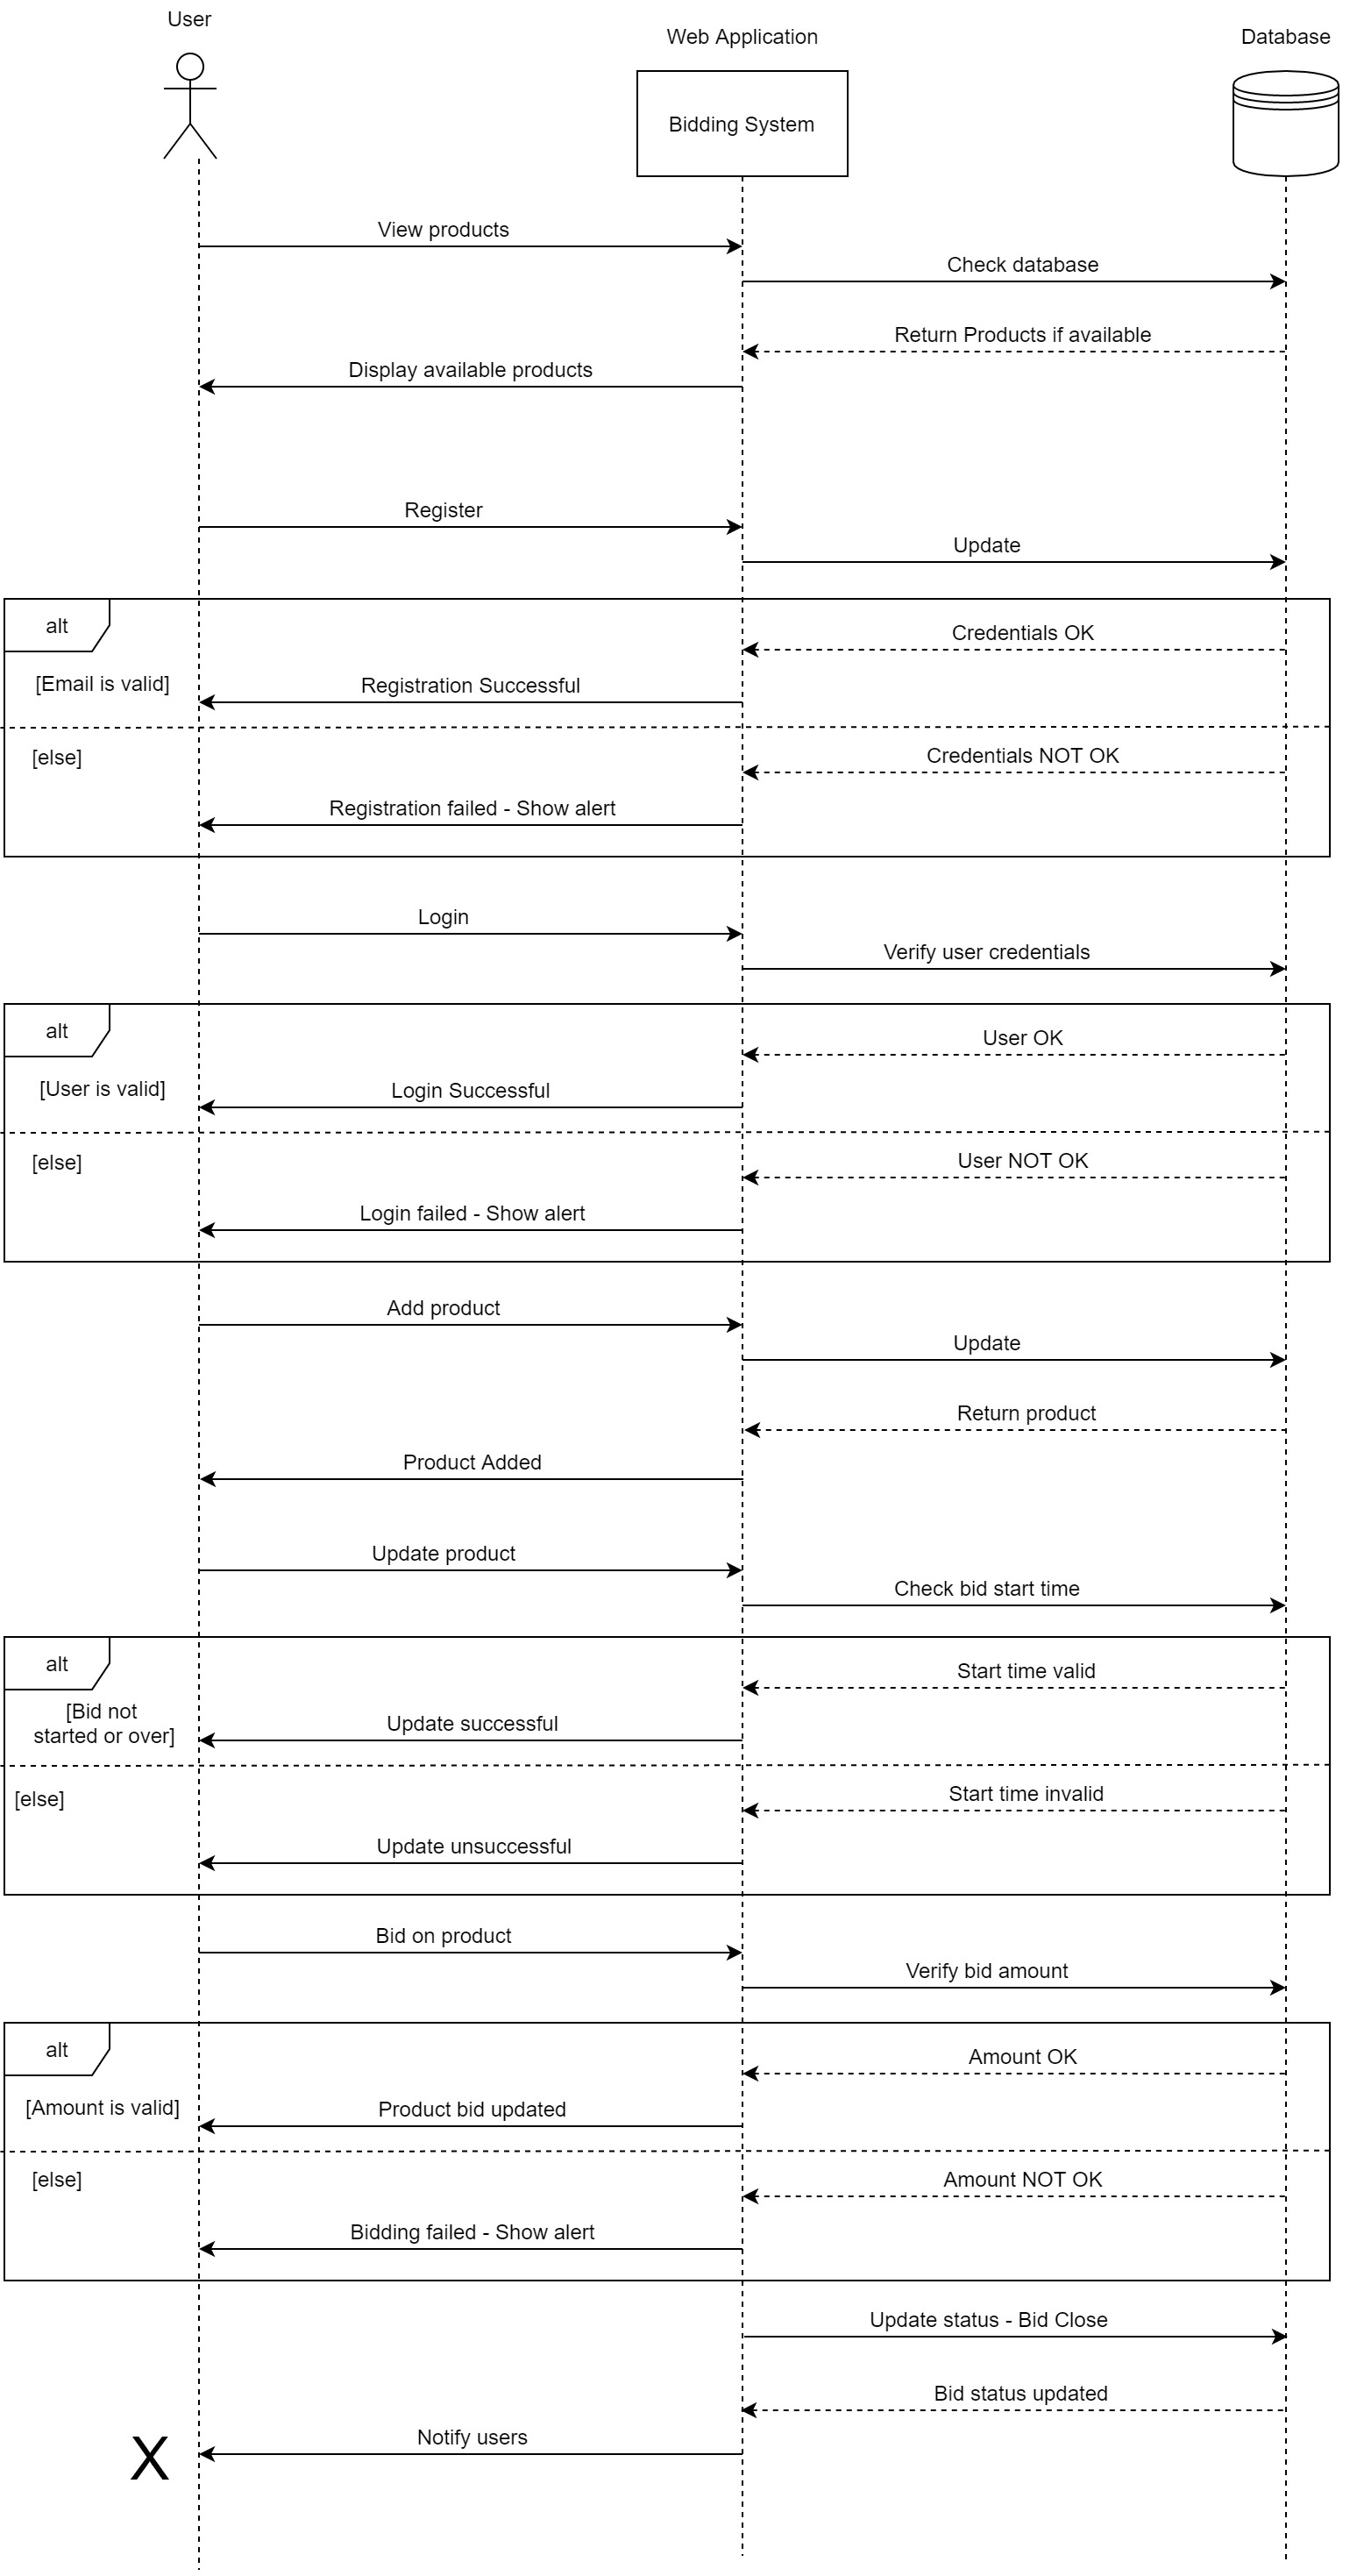 User
Web Application
Database
Bidding System
View products
Check database
Return Products if available
Display available products
Register
Update
alt
Credentials OK
[Email is valid]
Registration Successful
[else]
Credentials NOT OK
Registration failed - Show alert
Login
Verify user credentials
alt
User OK
[User is valid]
Login Successful
[else]
User NOT OK
Login failed - Show alert
Add product
Update
Return product
Product Added
Update product
Check bid start time
alt
Start time valid
[Bid not
started or over]
Update successful
[else]
Start time invalid
Update unsuccessful
Bid on product
Verify bid amount
alt
Amount OK
[Amount is valid]
Product bid updated
[else]
Amount NOT OK
Bidding failed - Show alert
Update status - Bid Close
Bid status updated
Notify users
X